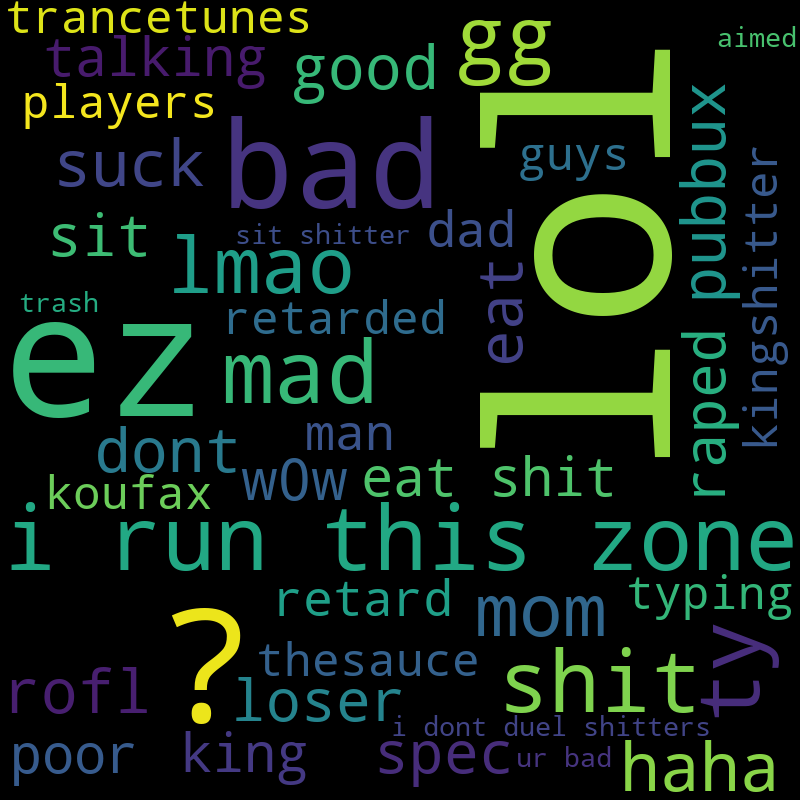 trancetunes
gg
aimed
talking
good
players
lol
bad
suck
guys
raped pubbux
kingshitter
sit
sit shitter
dad
lmao
eat
trash
ez
retarded
mad
man
dont
w0w
eat shit
koufax
i run this zone
retard
mom
typing
?
ty
thesauce
shit
rofl
loser
i dont duel shitters
poor
king
spec
ur bad
haha